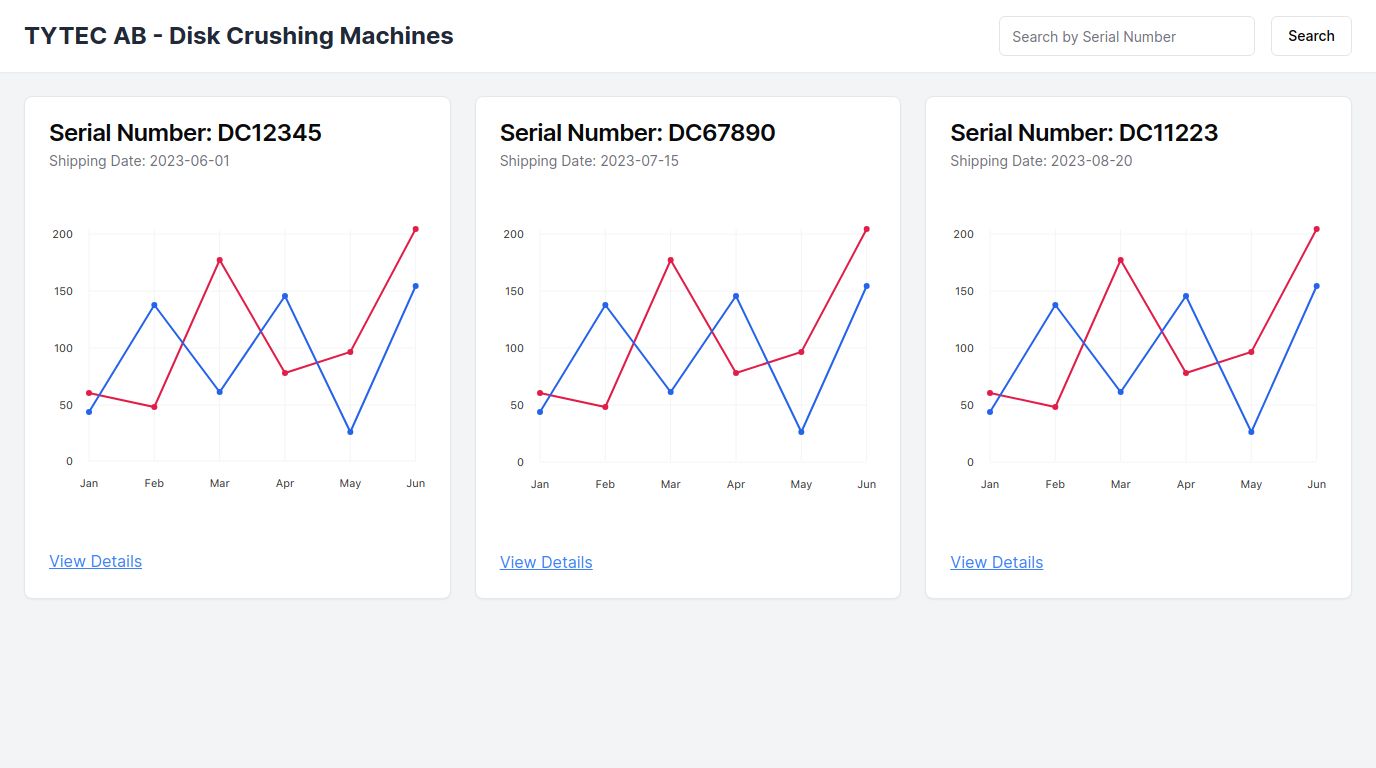 TYTEC AB - Disk Crushing Machines
Search by Serial Number
Search
Serial Number: DC12345
Shipping Date: 2023-06-01
200
150
100
50
0
Jan Feb Mar Apr May Jun
View Details
Serial Number: DC67890
Shipping Date: 2023-07-15
200
150
100
50
0
Jan Feb Mar Apr May Jun
View Details
Serial Number: DC11223
Shipping Date: 2023-08-20
200
150
100
50
0
Jan Feb Mar Apr May Jun
View Details